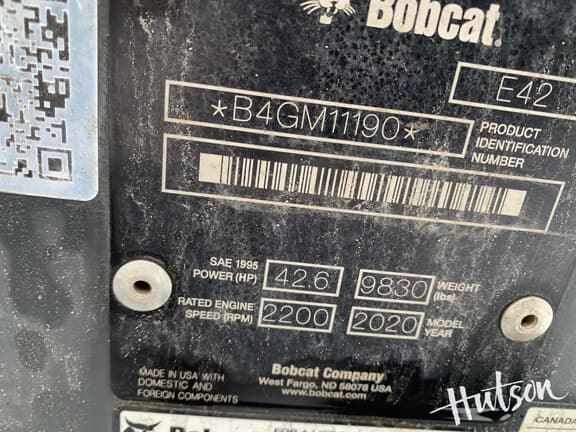 Bobcat.
E42
*B4GM11190*
PRODUCT
IDENTIFICATION
NUMBER
SAE 1995
POWER (HP) 42.6 9830 WEIGHT
(lbs)
RATED ENGINE
SPEED (RPM) 2200 2020 MODEL
YEAR
MADE IN USA WITH
DOMESTIC AND
FOREIGN COMPONENTS
Bobcat Company
West Fargo, ND 58078 USA
www.bobcat.com
Hutson
CANADA